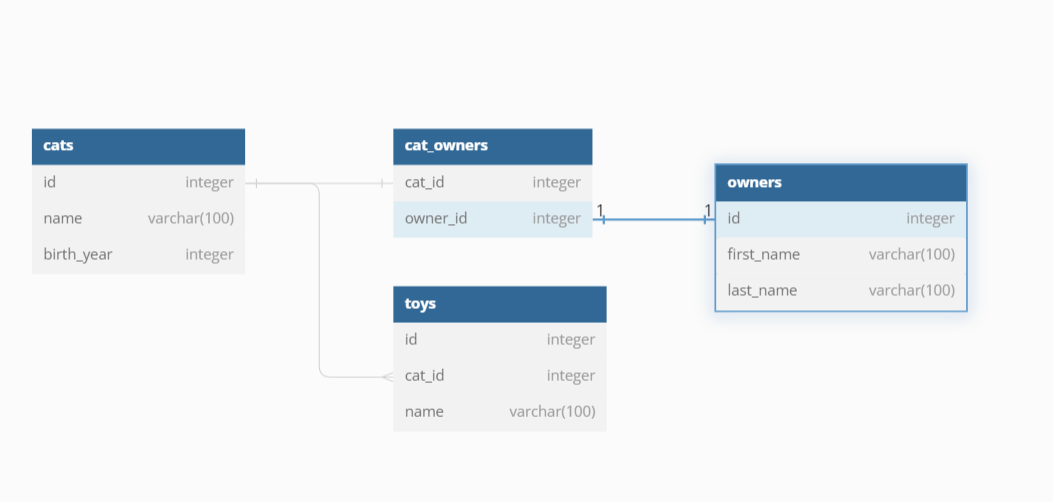 cats
id integer
name varchar(100)
birth_year integer
cat_owners
cat_id integer
owner_id integer
1 1
owners
id integer
first_name varchar(100)
last_name varchar(100)
toys
id integer
cat_id integer
name varchar(100)